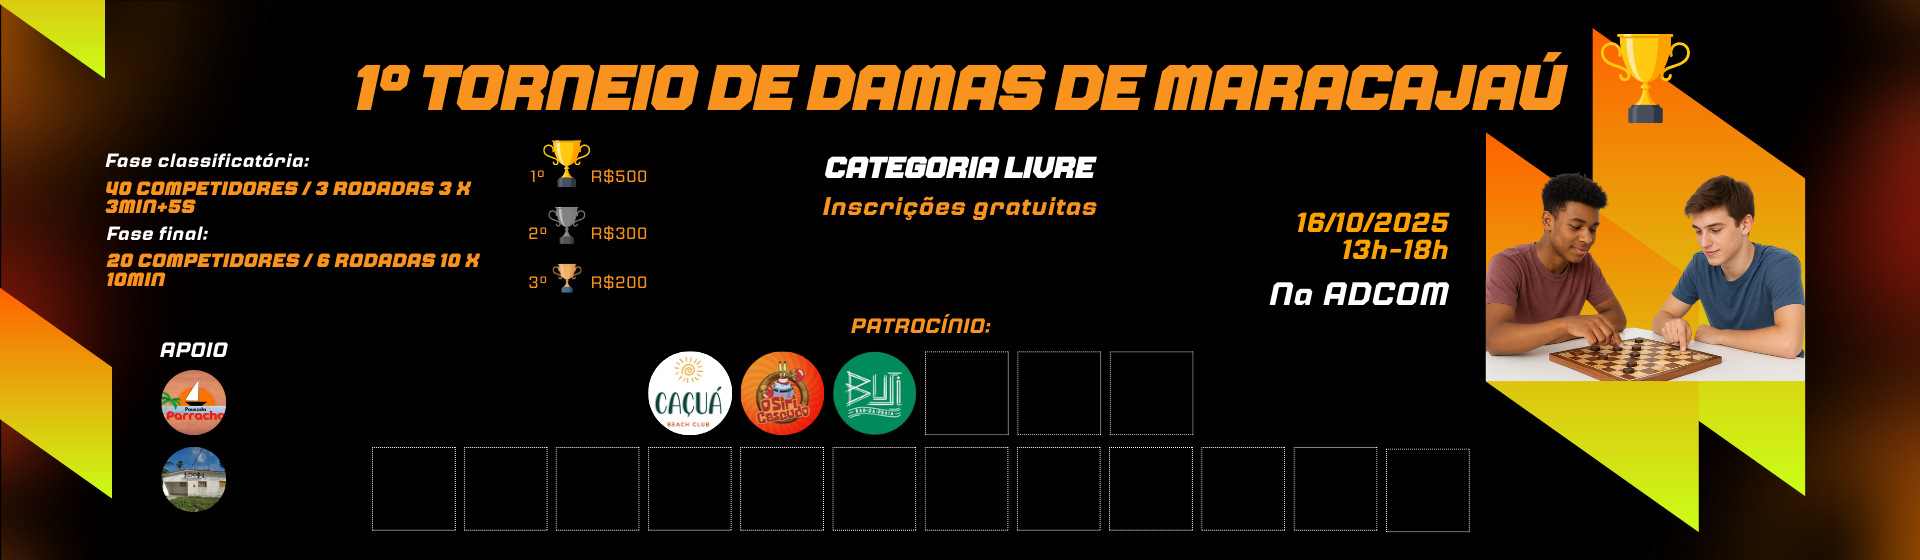 1º TORNEIO DE DAMAS DE MARACAJAÚ
Fase classificatória:
40 COMPETIDORES / 3 RODADAS 3 X
3MIN+5S
Fase final:
20 COMPETIDORES / 6 RODADAS 10 X
10MIN
1º R$500
2º R$300
3º R$200
CATEGORIA LIVRE
Inscrições gratuitas
16/10/2025
13h-18h
Na ADCOM
PATROCÍNIO:
CAÇUÁ
BEACH CLUB
O Siri
Cascudo
BUTI
BAR-DA-PRAIA
APOIO
Pousada
Parracho